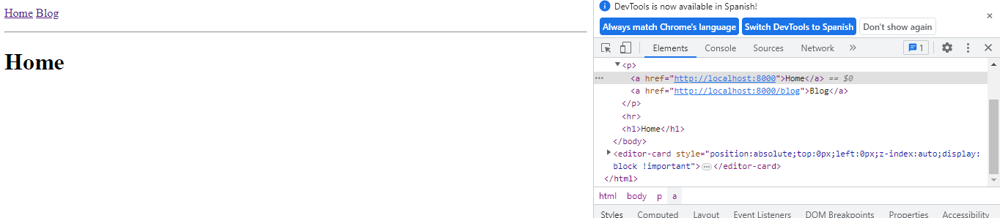 Home Blog
Home
DevTools is now available in Spanish!
Always match Chrome's language Switch DevTools to Spanish Don't show again
Elements Console Sources Network » 1
<p>
<a href="http://localhost:8000">Home</a> == $0
<a href="http://localhost:8000/blog">Blog</a>
</p>
<hr>
<h1>Home</h1>
</body>
<editor-card style="position:absolute;top:0px;left:0px;z-index:auto;display:
block !important">…</editor-card>
</html>
html body p a
Styles Computed Layout Event Listeners DOM Breakpoints Properties Accessibility